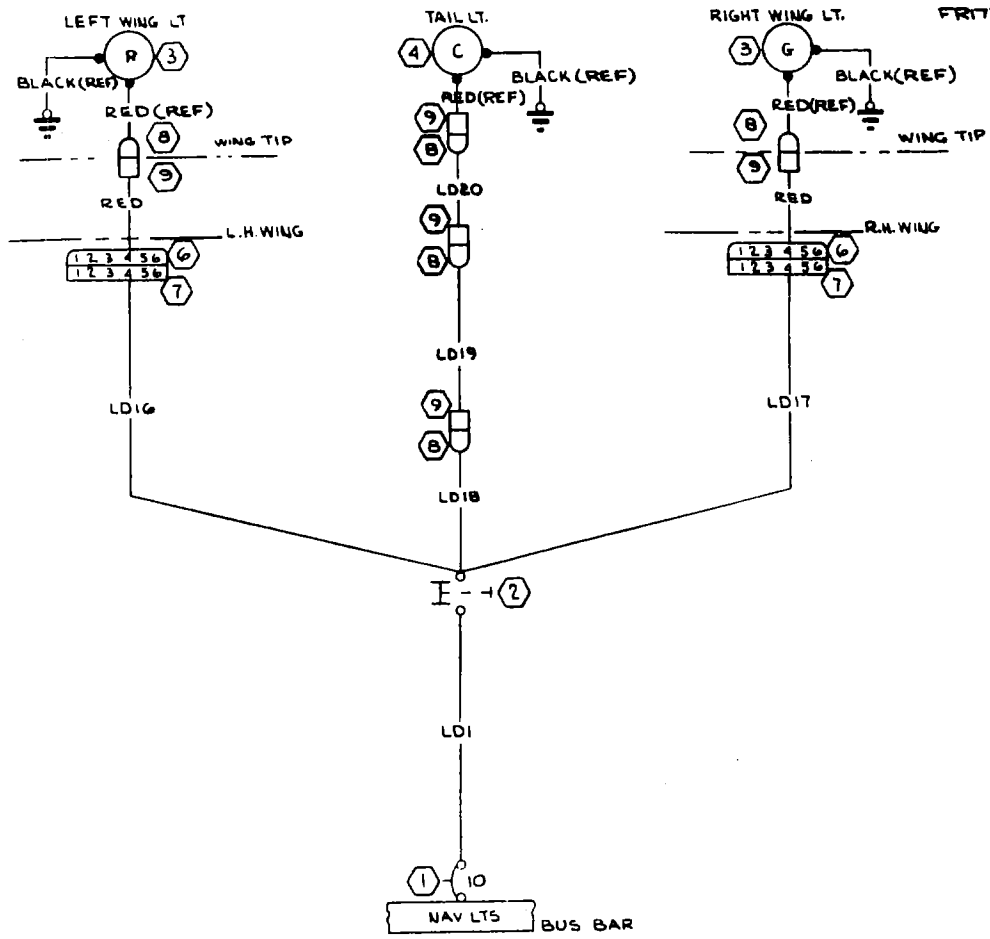 LEFT WING LT
TAIL LT.
RIGHT WING LT.
R
3
4
C
3
G
BLACK(REF)
BLACK(REF)
BLACK(REF)
RED(REF)
RED(REF)
RED(REF)
8
WING TIP
9
9
8
8
WING TIP
9
RED
LD20
RED
L.H. WING
9
8
R.H. WING
1 2 3 4 5 6
6
1 2 3 4 5 6
7
1 2 3 4 5 6
6
1 2 3 4 5 6
7
LD19
LD16
9
8
LD17
LD18
2
LD1
1
10
NAV LTS
BUS BAR